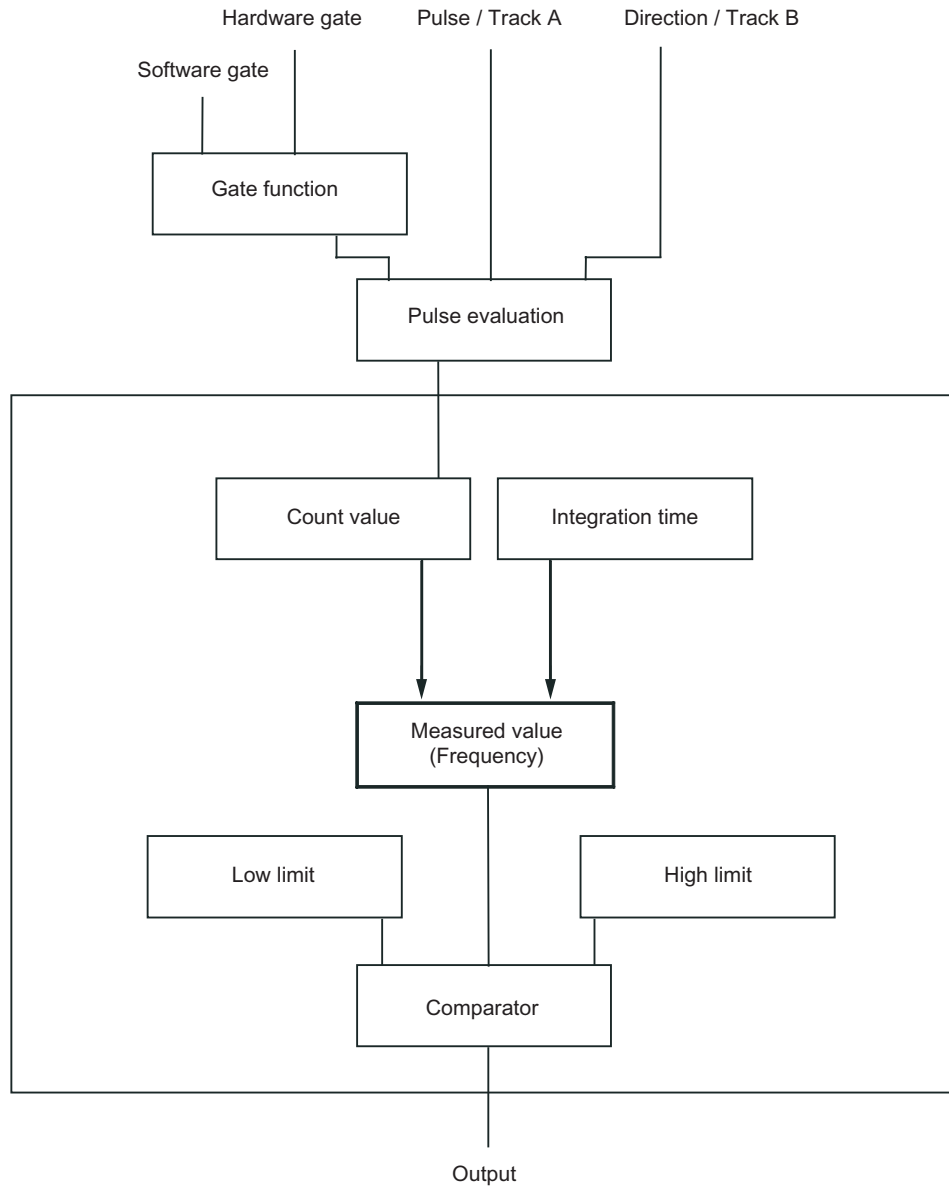 Hardware gate
Pulse / Track A
Direction / Track B
Software gate
Gate function
Pulse evaluation
Count value
Integration time
Measured value
(Frequency)
Low limit
High limit
Comparator
Output